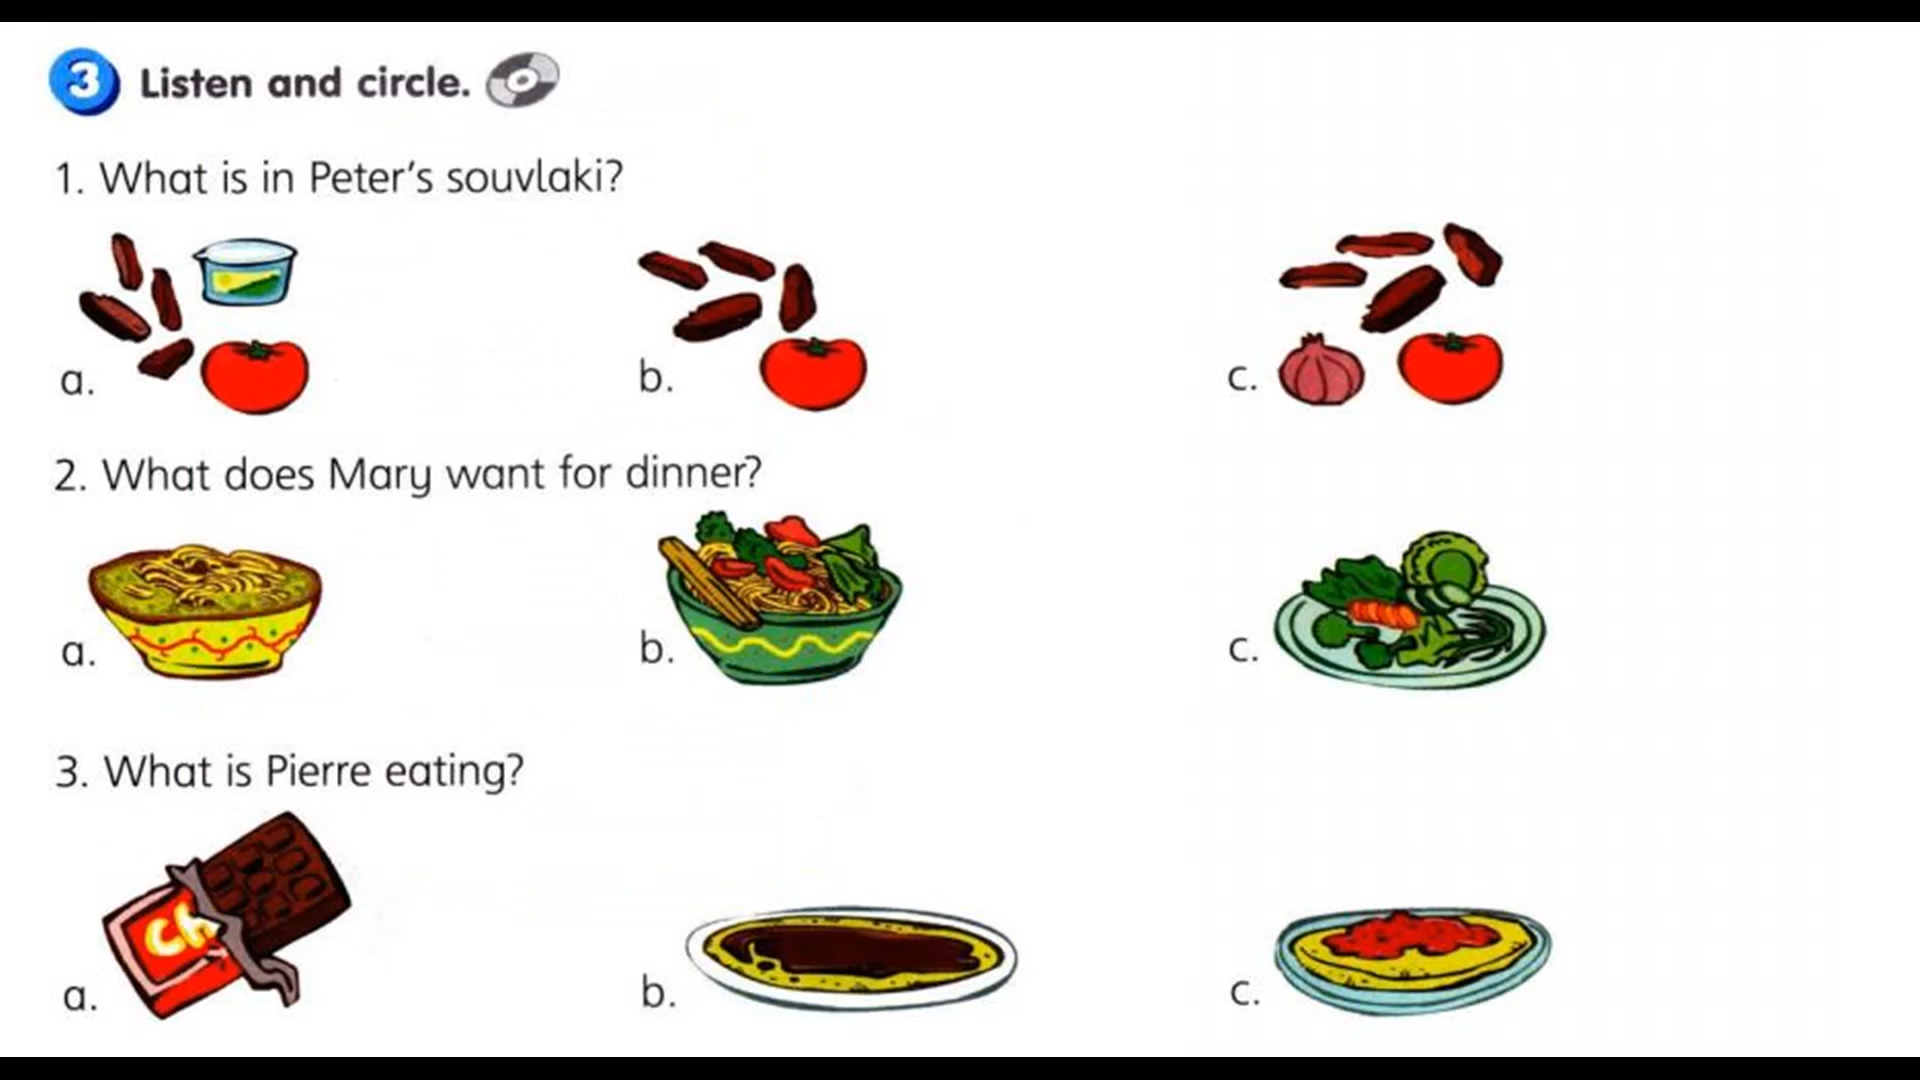 3 Listen and circle.
1. What is in Peter's souvlaki?
a. b. c.
2. What does Mary want for dinner?
a. b. c.
3. What is Pierre eating?
Ch
a. b. c.